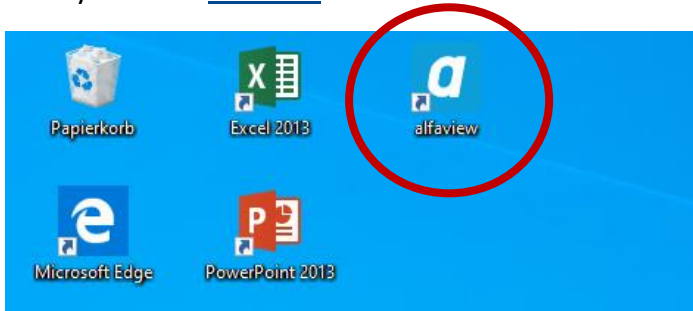 Papierkorb
Excel 2013
alfaview
Microsoft Edge
PowerPoint 2013